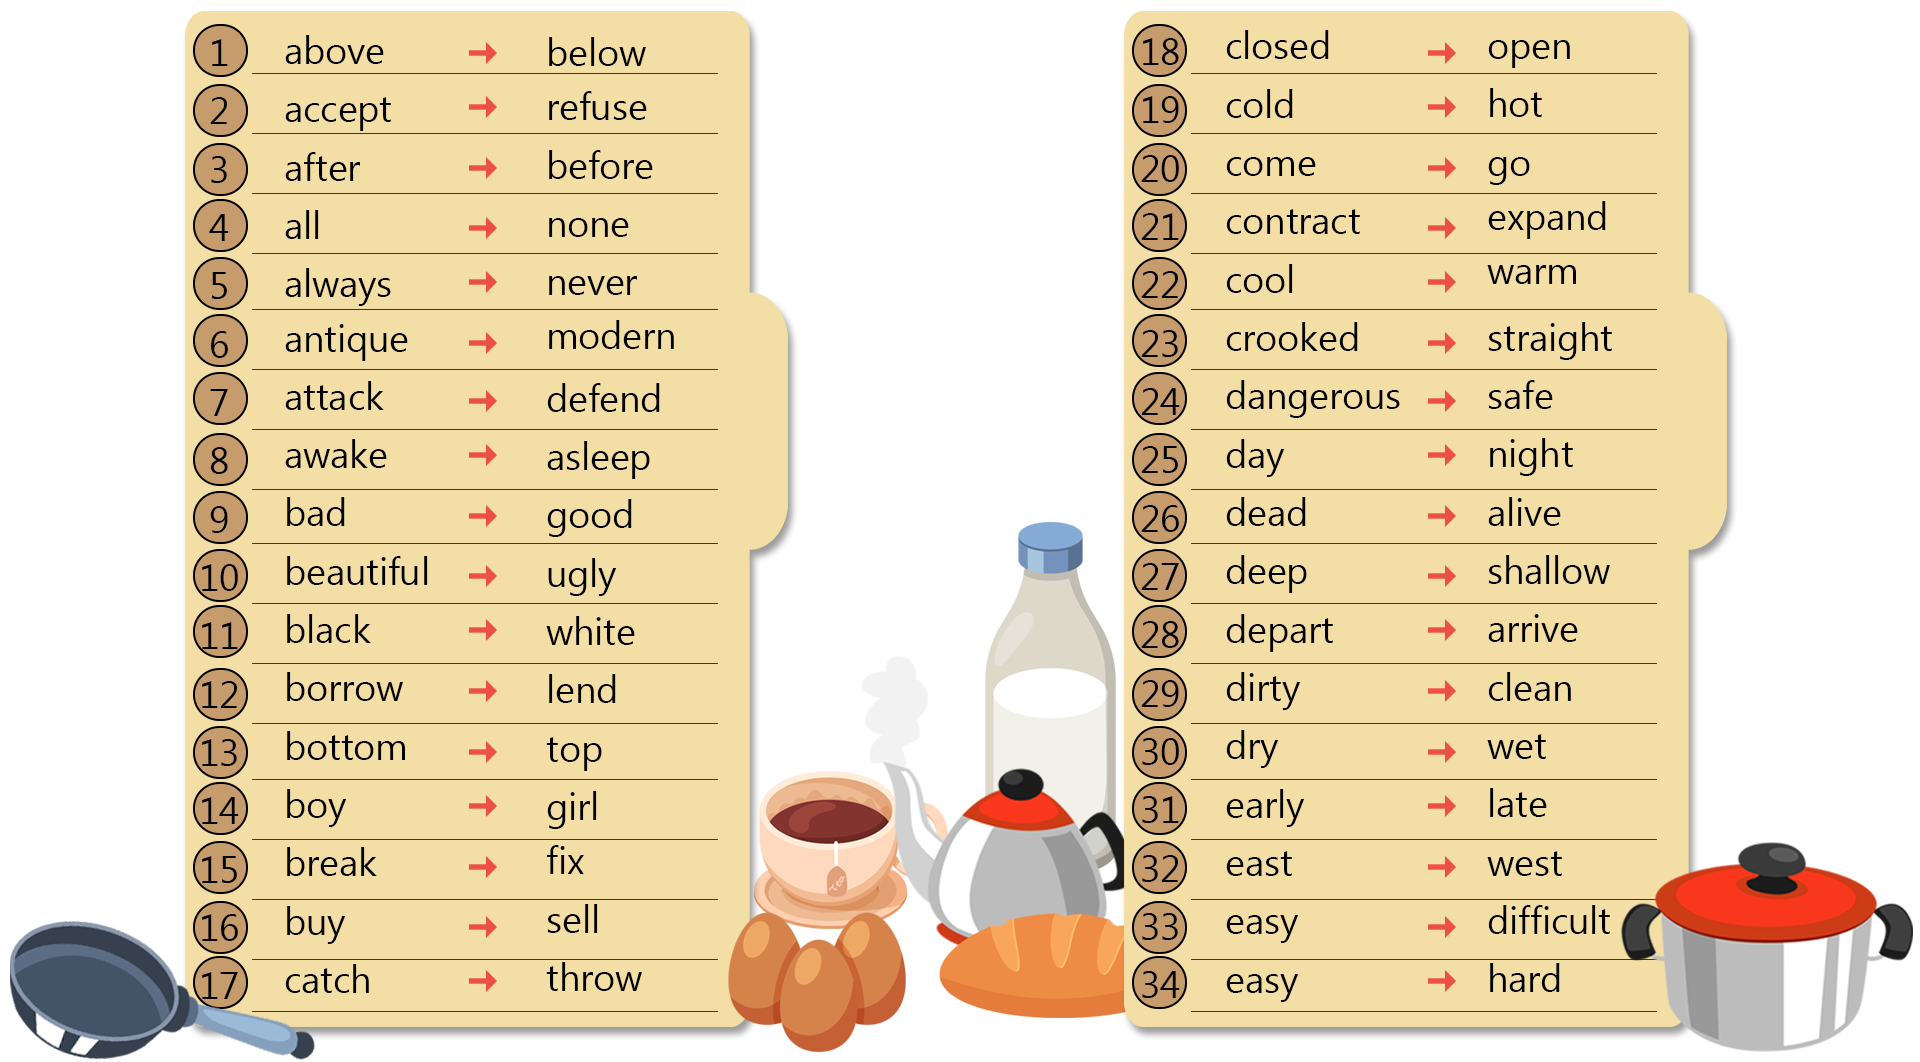 1 above → below
2 accept → refuse
3 after → before
4 all → none
5 always → never
6 antique → modern
7 attack → defend
8 awake → asleep
9 bad → good
10 beautiful → ugly
11 black → white
12 borrow → lend
13 bottom → top
14 boy → girl
15 break → fix
16 buy → sell
17 catch → throw
tea
18 closed → open
19 cold → hot
20 come → go
21 contract → expand
22 cool → warm
23 crooked → straight
24 dangerous → safe
25 day → night
26 dead → alive
27 deep → shallow
28 depart → arrive
29 dirty → clean
30 dry → wet
31 early → late
32 east → west
33 easy → difficult
34 easy → hard